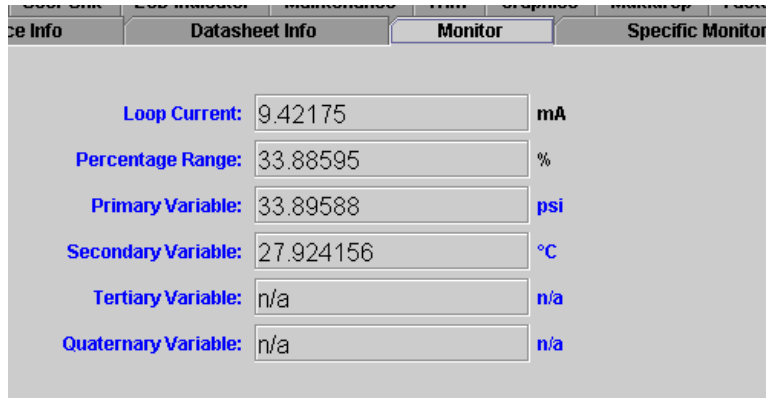 ce Info Datasheet Info Monitor Specific Monitor
Loop Current: 9.42175 mA
Percentage Range: 33.88595 %
Primary Variable: 33.89588 psi
Secondary Variable: 27.924156 °C
Tertiary Variable: n/a n/a
Quaternary Variable: n/a n/a